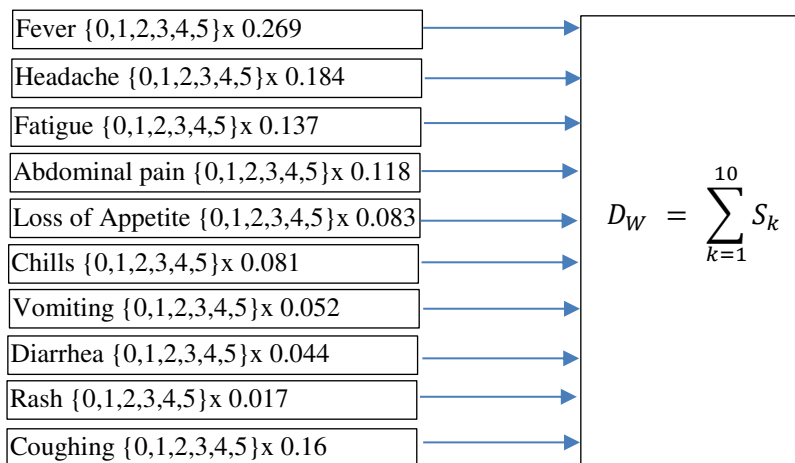 Fever {0,1,2,3,4,5}x 0.269
Headache {0,1,2,3,4,5}x 0.184
Fatigue {0,1,2,3,4,5}x 0.137
Abdominal pain {0,1,2,3,4,5}x 0.118
Loss of Appetite {0,1,2,3,4,5}x 0.083
Chills {0,1,2,3,4,5}x 0.081
Vomiting {0,1,2,3,4,5}x 0.052
Diarrhea {0,1,2,3,4,5}x 0.044
Rash {0,1,2,3,4,5}x 0.017
Coughing {0,1,2,3,4,5}x 0.16
D_W = \sum_{k=1}^{10} S_k